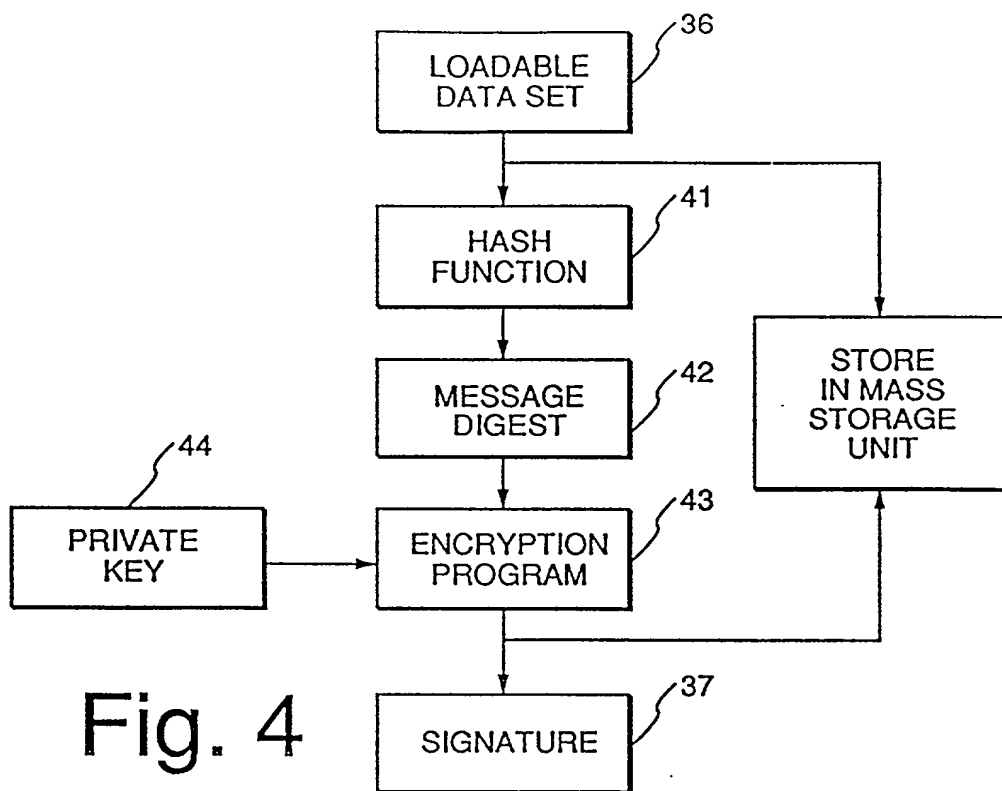 36
LOADABLE
DATA SET
41
HASH
FUNCTION
42
MESSAGE
DIGEST
STORE
IN MASS
STORAGE
UNIT
44
PRIVATE
KEY
43
ENCRYPTION
PROGRAM
37
SIGNATURE
Fig. 4